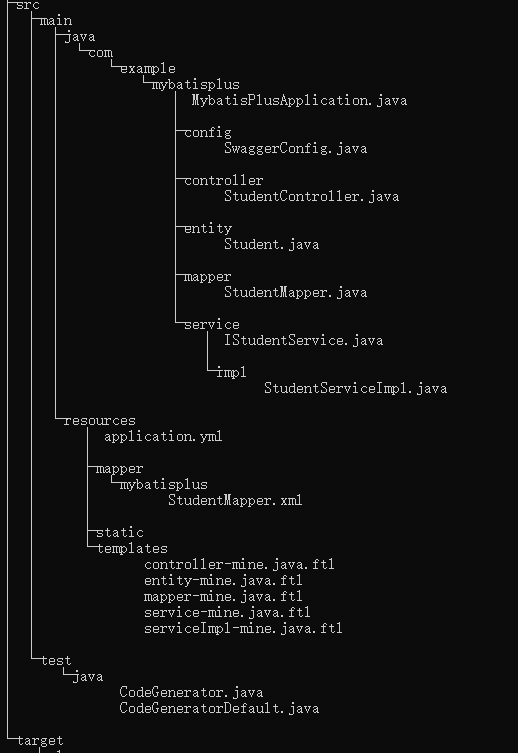 src
main
java
com
example
mybatisplus
MybatisPlusApplication.java
config
SwaggerConfig.java
controller
StudentController.java
entity
Student.java
mapper
StudentMapper.java
service
IStudentService.java
impl
StudentServiceImpl.java
resources
application.yml
mapper
mybatisplus
StudentMapper.xml
static
templates
controller-mine.java.ftl
entity-mine.java.ftl
mapper-mine.java.ftl
service-mine.java.ftl
serviceImpl-mine.java.ftl
test
java
CodeGenerator.java
CodeGeneratorDefault.java
target